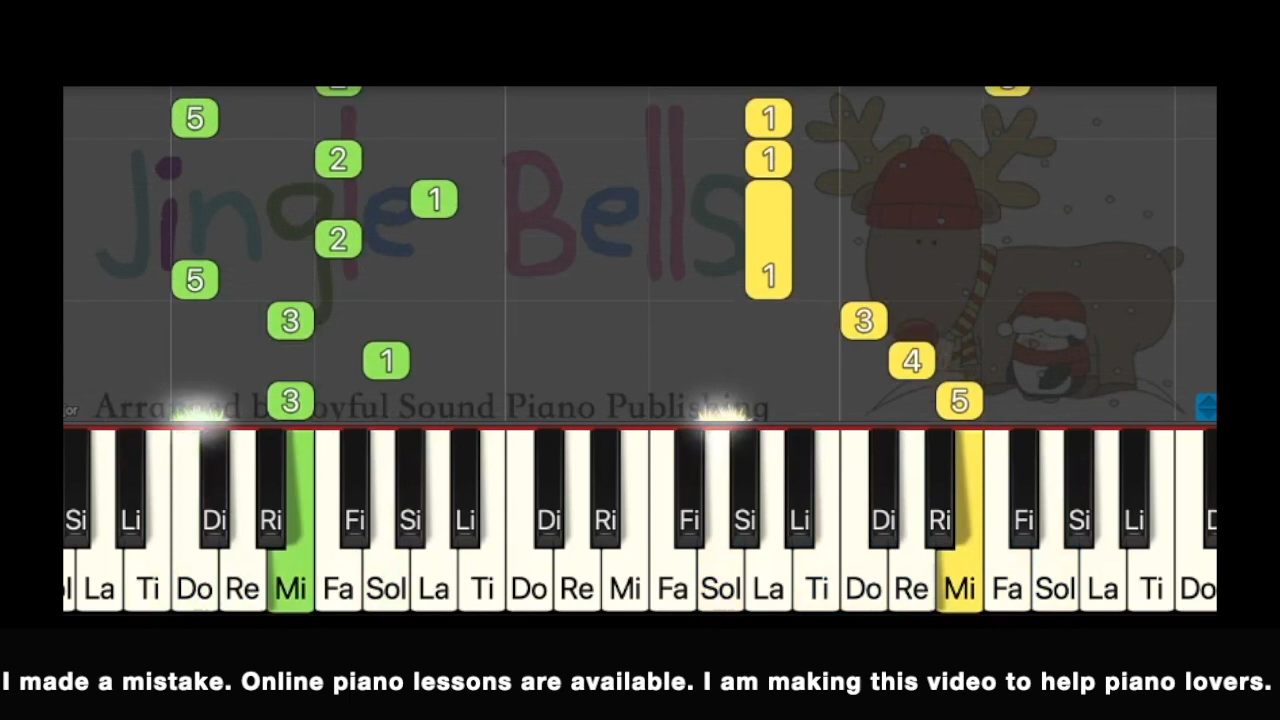 5 1
2 1
1
2
5 1
3 3
1 4
3 5
Jingle Bells
Arranged by Joyful Sound Piano Publishing
Si Li Di Ri Fi Si Li Di Ri Fi Si Li Di Ri Fi Si Li
La Ti Do Re Mi Fa Sol La Ti Do Re Mi Fa Sol La Ti Do Re Mi Fa Sol La Ti Do
I made a mistake. Online piano lessons are available. I am making this video to help piano lovers.